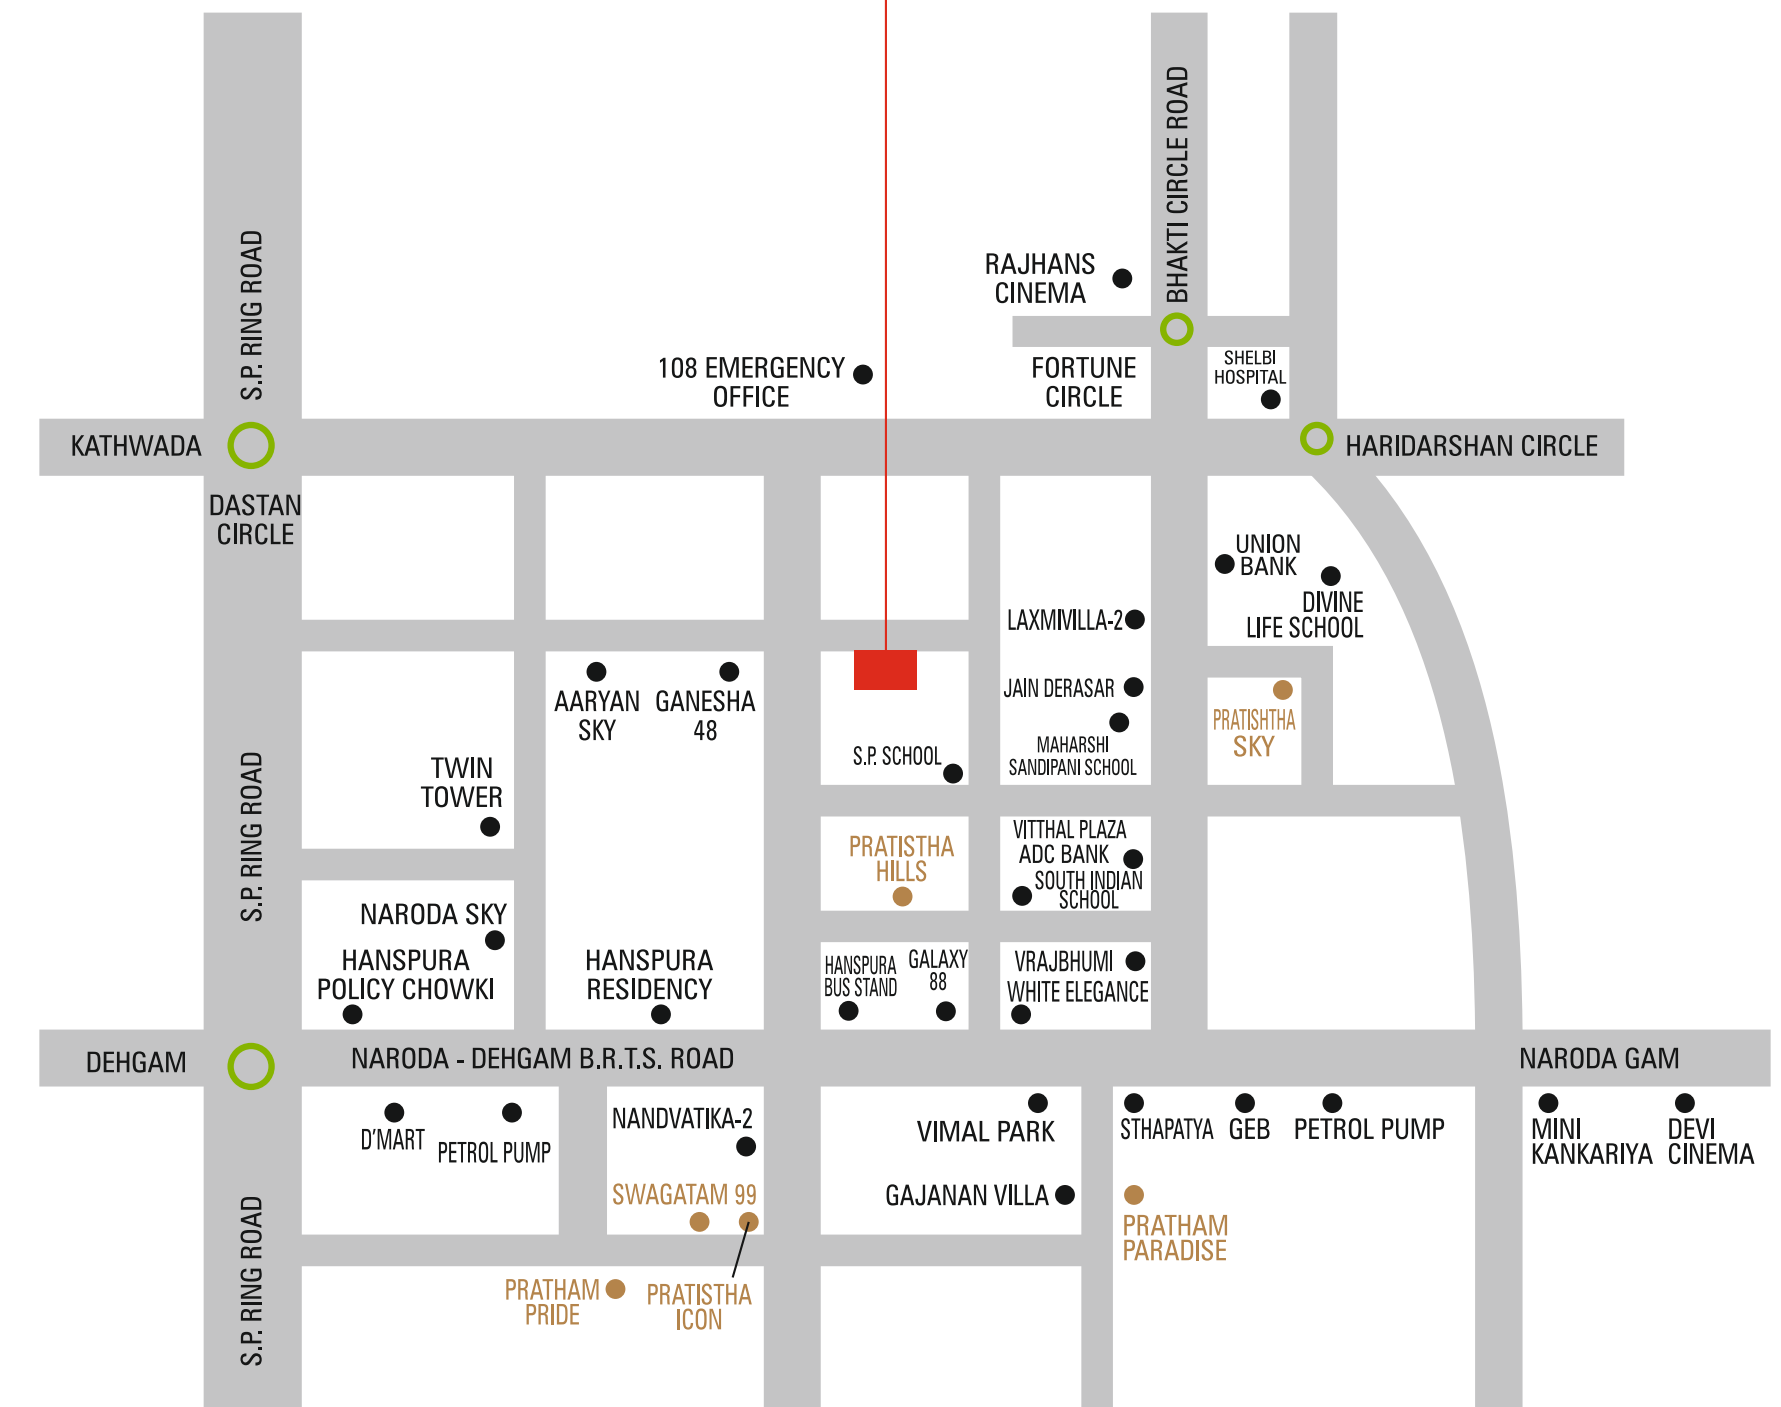 BHAKTI CIRCLE ROAD
S.P. RING ROAD
RAJHANS
CINEMA
108 EMERGENCY
OFFICE
FORTUNE
CIRCLE
SHELBI
HOSPITAL
KATHWADA
HARIDARSHAN CIRCLE
DASTAN
CIRCLE
UNION
BANK
DIVINE
LIFE SCHOOL
LAXMIVILLA-2
JAIN DERASAR
AARYAN
SKY
GANESHA
48
PRATISHTHA
SKY
S.P. SCHOOL
MAHARSHI
SANDIPANI SCHOOL
TWIN
TOWER
S.P. RING ROAD
PRATISTHA
HILLS
VITTHAL PLAZA
ADC BANK
SOUTH INDIAN
SCHOOL
NARODA SKY
HANSPURA
POLICY CHOWKI
HANSPURA
RESIDENCY
HANSPURA
BUS STAND
GALAXY
88
VRAJBHUMI
WHITE ELEGANCE
DEHGAM
NARODA - DEHGAM B.R.T.S. ROAD
NARODA GAM
D'MART
PETROL PUMP
NANDVATIKA-2
VIMAL PARK
STHAPATYA
GEB
PETROL PUMP
MINI
KANKARIYA
DEVI
CINEMA
SWAGATAM 99
GAJANAN VILLA
PRATHAM
PARADISE
S.P. RING ROAD
PRATHAM
PRIDE
PRATISTHA
ICON